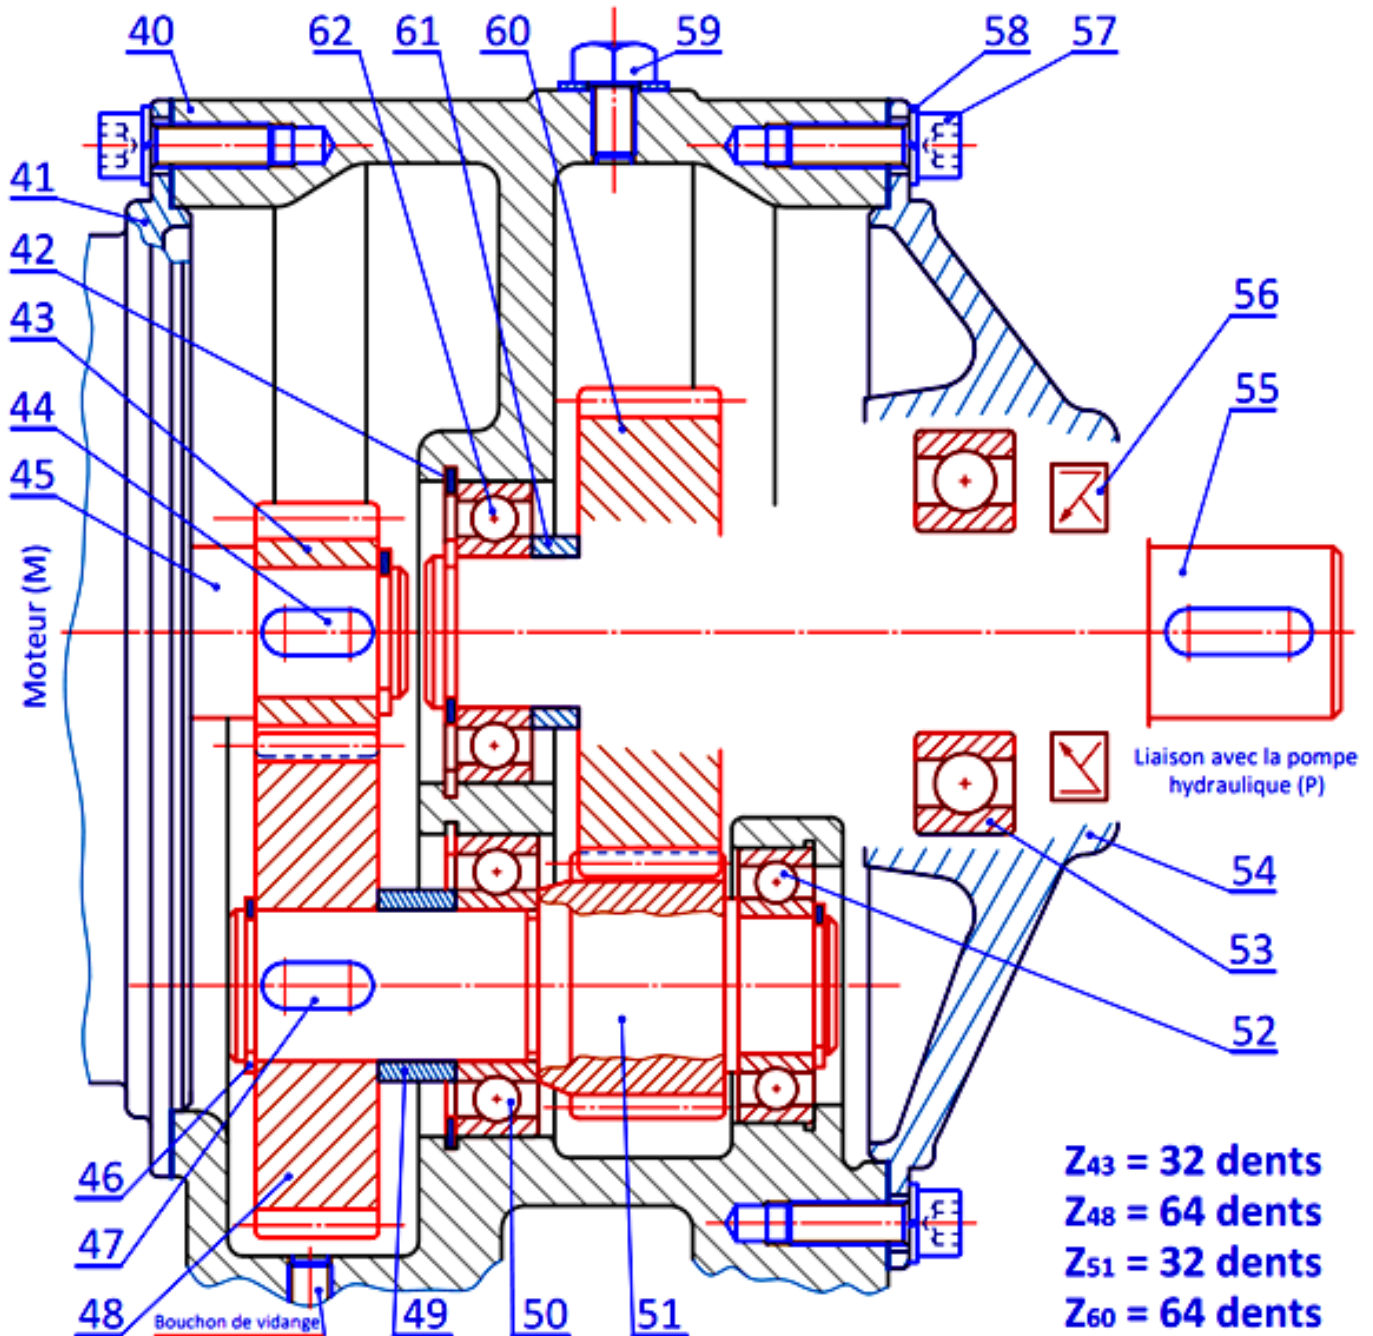 40
62
61
60
59
58
57
41
42
43
44
45
56
55
Moteur (M)
Liaison avec la pompe
hydraulique (P)
54
53
52
46
47
48
Bouchon de vidange
49
50
51
Z43 = 32 dents
Z48 = 64 dents
Z51 = 32 dents
Z60 = 64 dents